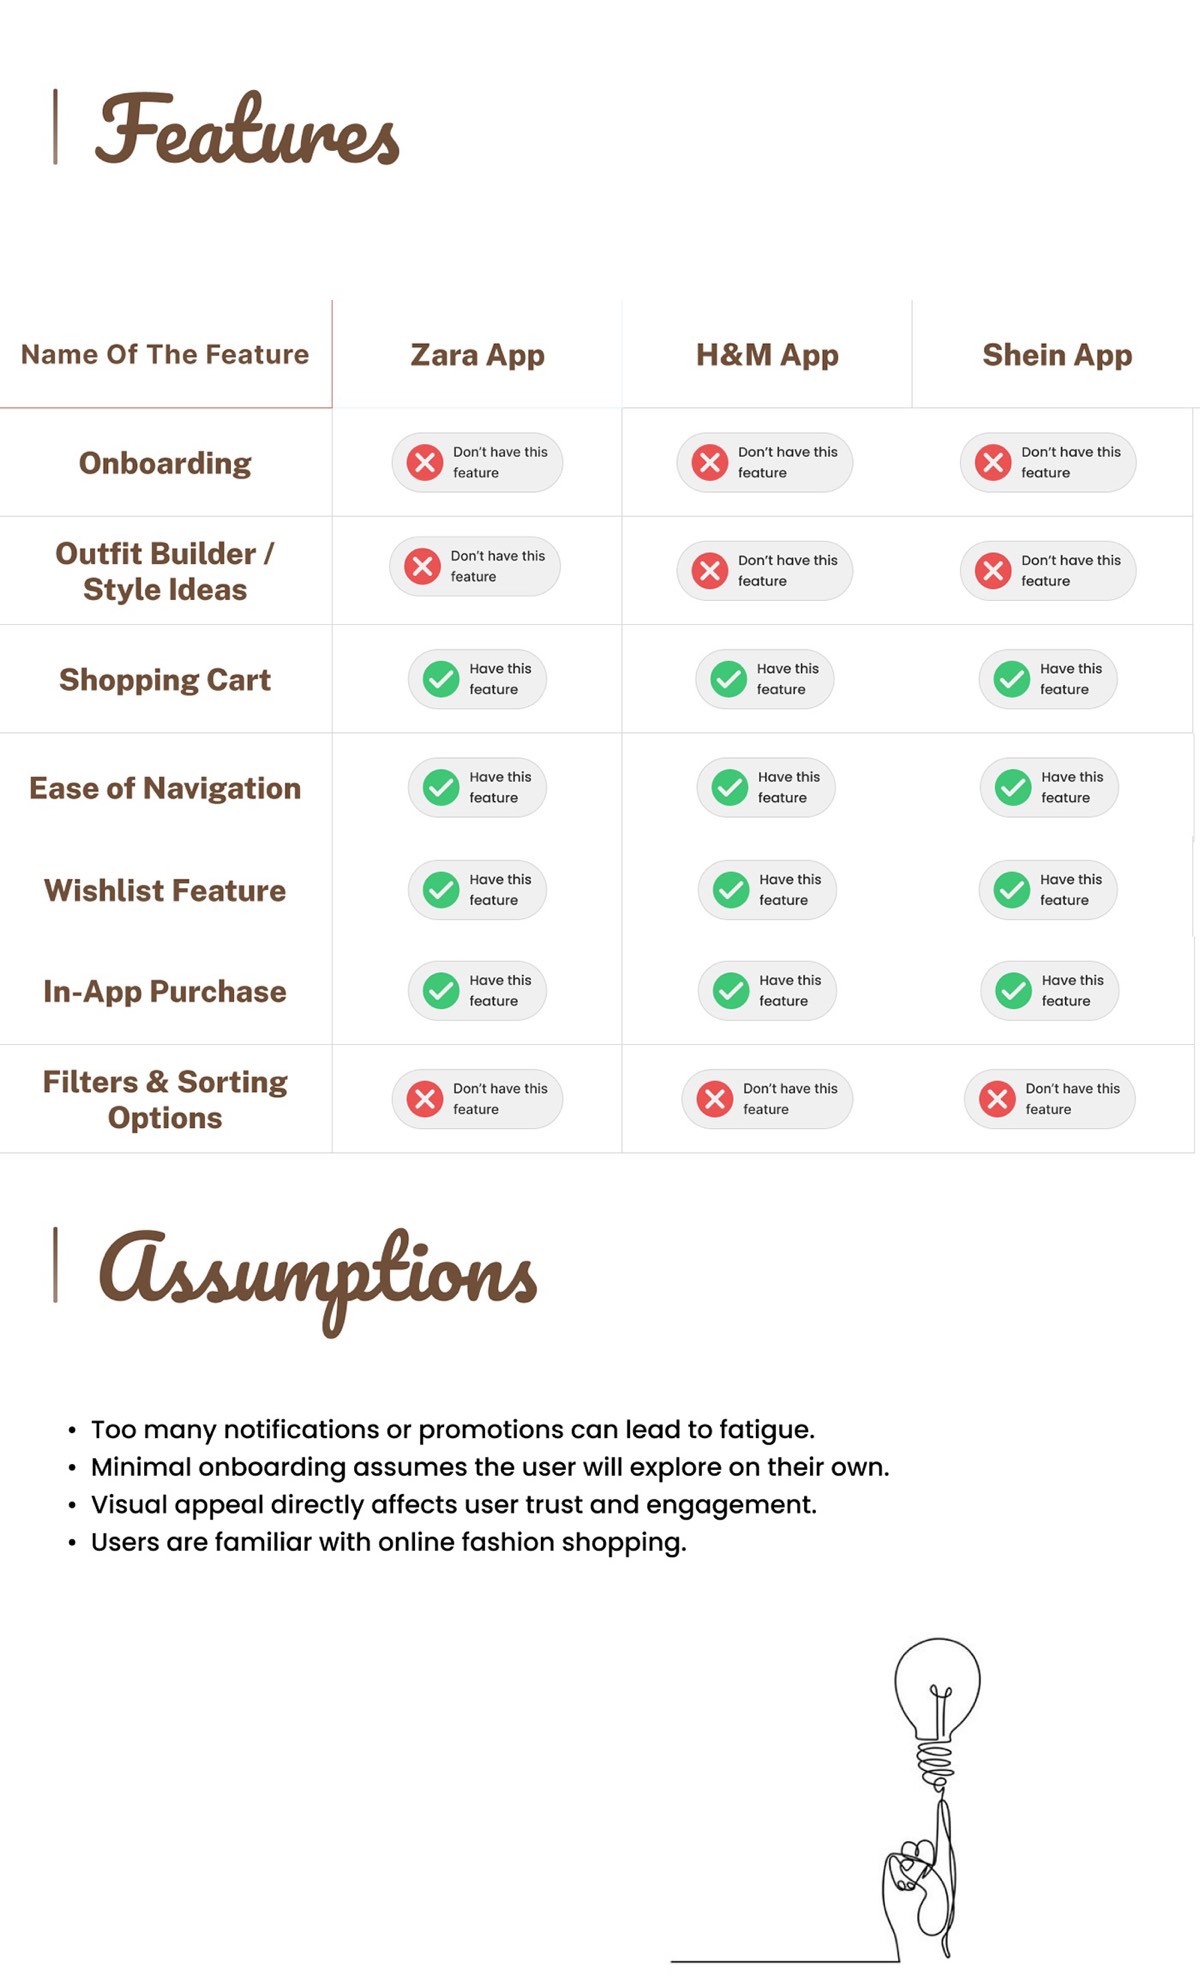 Features
Name Of The Feature
Zara App
H&M App
Shein App
Onboarding
Don't have this
feature
Don't have this
feature
Don't have this
feature
Outfit Builder /
Style Ideas
Don't have this
feature
Don't have this
feature
Don't have this
feature
Shopping Cart
Have this
feature
Have this
feature
Have this
feature
Ease of Navigation
Have this
feature
Have this
feature
Have this
feature
Wishlist Feature
Have this
feature
Have this
feature
Have this
feature
In-App Purchase
Have this
feature
Have this
feature
Have this
feature
Filters & Sorting
Options
Don't have this
feature
Don't have this
feature
Don't have this
feature
Assumptions
• Too many notifications or promotions can lead to fatigue.
• Minimal onboarding assumes the user will explore on their own.
• Visual appeal directly affects user trust and engagement.
• Users are familiar with online fashion shopping.